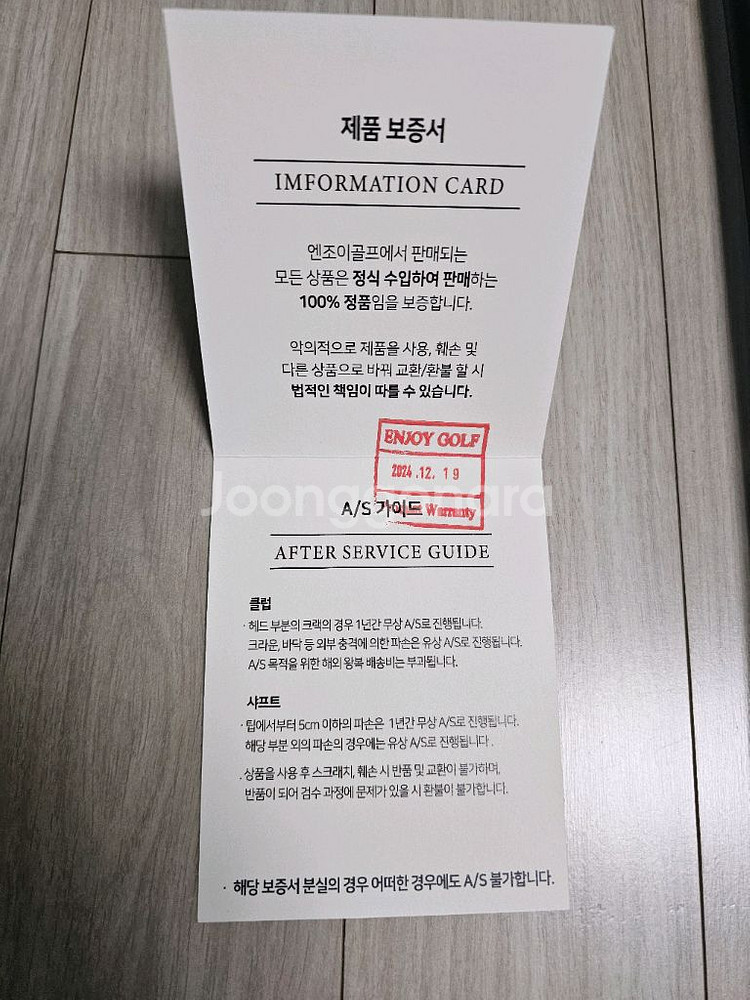 제품 보증서
IMFORMATION CARD
엔조이골프에서 판매되는
모든 상품은 정식 수입하여 판매하는
100% 정품임을 보증합니다.
악의적으로 제품을 사용, 훼손 및
다른 상품으로 바꿔 교환/환불 할 시
법적인 책임이 따를 수 있습니다.
ENJOY GOLF
2024.12.19
Warranty
Joonggonara
A/S 가이드
AFTER SERVICE GUIDE
클럽
· 헤드 부분의 크랙의 경우 1년간 무상 A/S로 진행됩니다.
크라운, 바닥 등 외부 충격에 의한 파손은 유상 A/S로 진행됩니다.
A/S 목적을 위한 해외 왕복 배송비는 부과됩니다.
샤프트
· 팁에서부터 5cm 이하의 파손은 1년간 무상 A/S로 진행됩니다.
해당 부분 외의 파손의 경우에는 유상 A/S로 진행됩니다.
· 상품을 사용 후 스크래치, 훼손 시 반품 및 교환이 불가하며,
반품이 되어 검수 과정에 문제가 있을 시 환불이 불가합니다.
· 해당 보증서 분실의 경우 어떠한 경우에도 A/S 불가합니다.